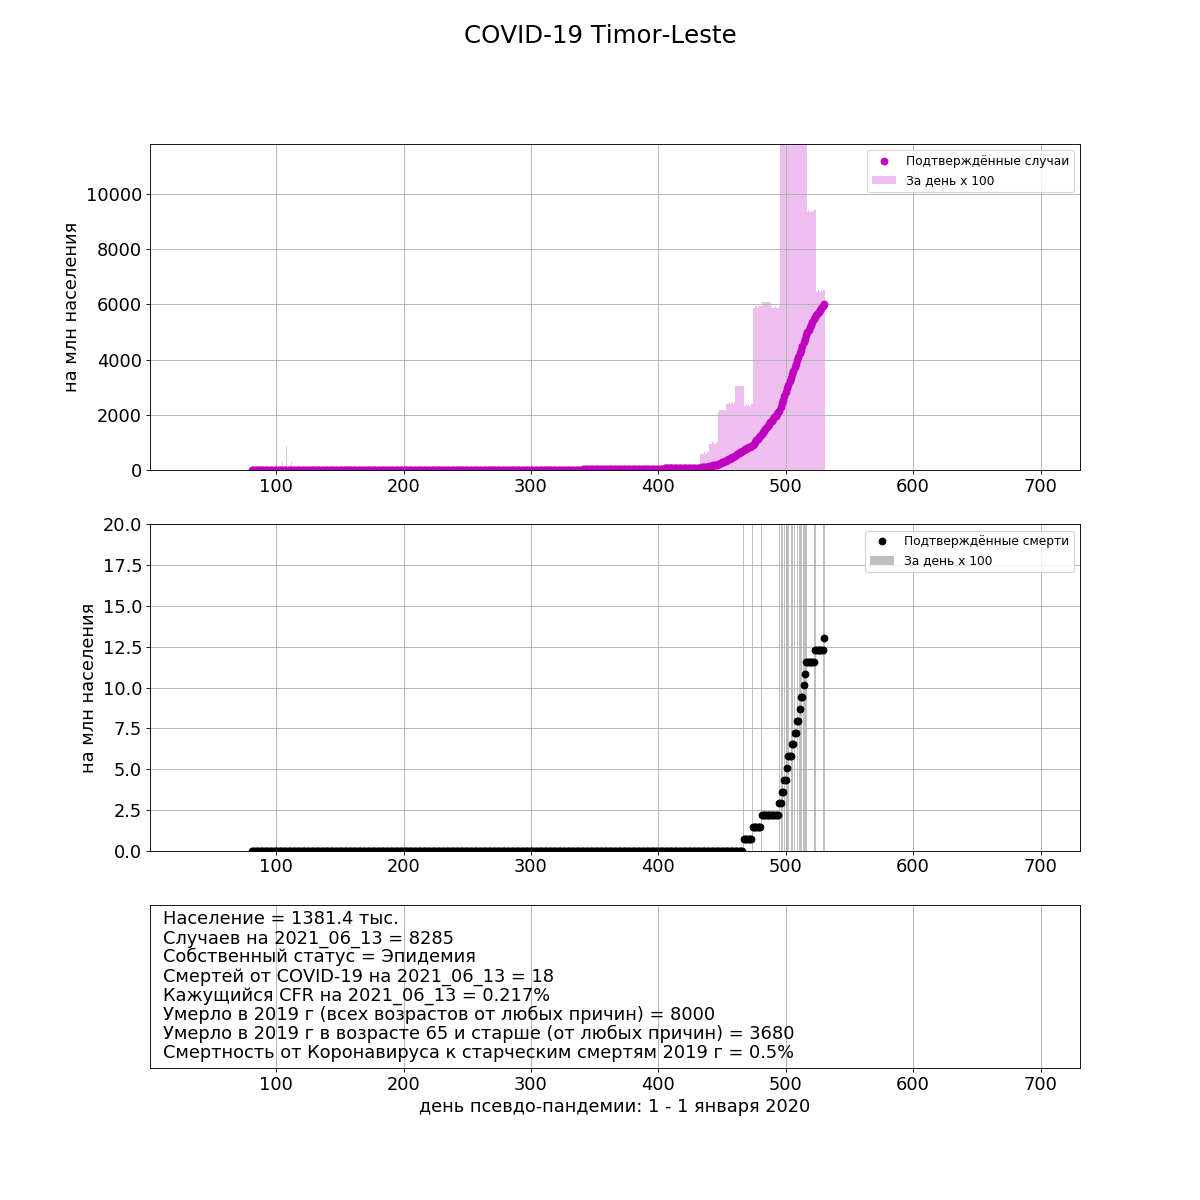 COVID-19 Timor-Leste
Подтверждённые случаи
За день x 100
на млн населения
10000
8000
6000
4000
2000
0
100 200 300 400 500 600 700
Подтверждённые смерти
За день x 100
на млн населения
20.0
17.5
15.0
12.5
10.0
7.5
5.0
2.5
0.0
100 200 300 400 500 600 700
Население = 1381.4 тыс.
Случаев на 2021_06_13 = 8285
Собственный статус = Эпидемия
Смертей от COVID-19 на 2021_06_13 = 18
Кажущийся CFR на 2021_06_13 = 0.217%
Умерло в 2019 г (всех возрастов от любых причин) = 8000
Умерло в 2019 г в возрасте 65 и старше (от любых причин) = 3680
Смертность от Коронавируса к старческим смертям 2019 г = 0.5%
100 200 300 400 500 600 700
день псевдо-пандемии: 1 - 1 января 2020